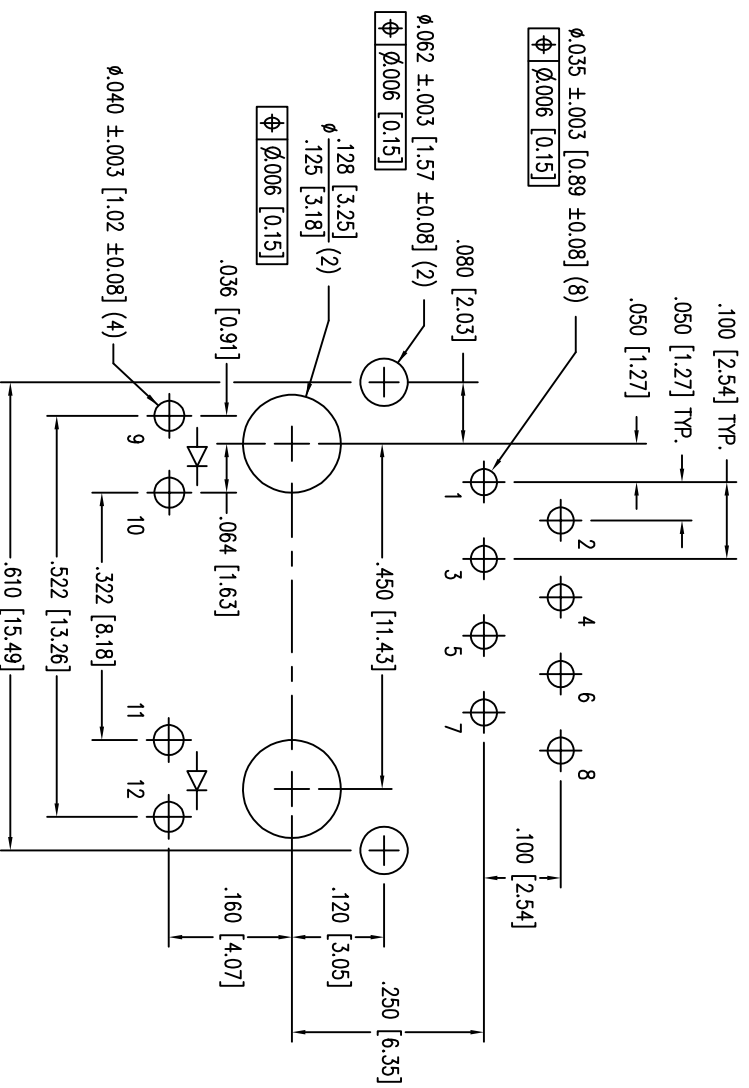 ø.035 ±.003 [0.89 ±0.08] (8)
⌖ Ø.006 [0.15]
ø.062 ±.003 [1.57 ±0.08] (2)
⌖ Ø.006 [0.15]
ø .128 [3.25]
.125 [3.18] (2)
⌖ Ø.006 [0.15]
ø.040 ±.003 [1.02 ±0.08] (4)
.100 [2.54] TYP.
.050 [1.27] TYP.
.050 [1.27]
.080 [2.03]
.036 [0.91]
2
4
6
8
1
3
5
7
.100 [2.54]
.250 [6.35]
.120 [3.05]
.160 [4.07]
.450 [11.43]
.064 [1.63]
9
10
11
12
.322 [8.18]
.522 [13.26]
.610 [15.49]